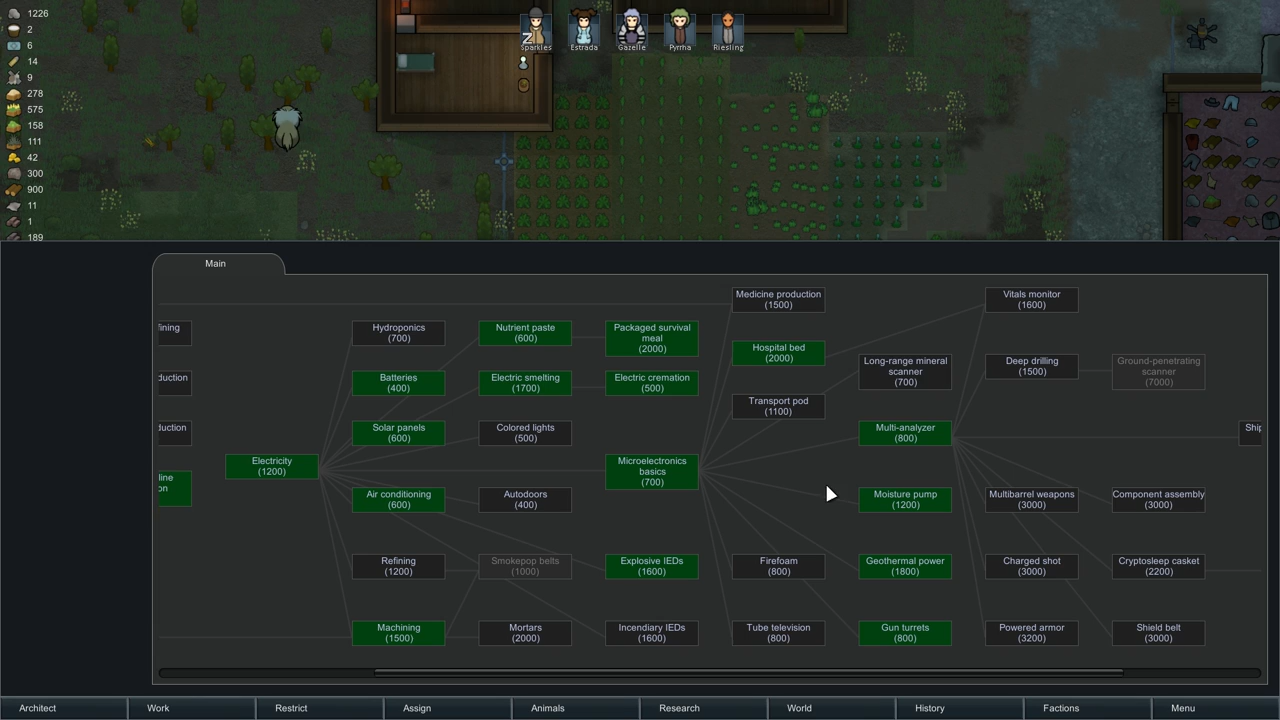 1226
2
6
14
9
278
575
158
111
42
300
900
11
1
189
Z
Sparkles
Estrada
Gazelle
Pyrrha
Riesling
Main
fining
duction
duction
line
on
Electricity
(1200)
Hydroponics
(700)
Batteries
(400)
Solar panels
(600)
Air conditioning
(600)
Refining
(1200)
Machining
(1500)
Nutrient paste
(600)
Electric smelting
(1700)
Colored lights
(500)
Autodoors
(400)
Smokepop belts
(1000)
Mortars
(2000)
Packaged survival
meal
(2000)
Electric cremation
(500)
Microelectronics
basics
(700)
Explosive IEDs
(1600)
Incendiary IEDs
(1600)
Medicine production
(1500)
Hospital bed
(2000)
Transport pod
(1100)
Firefoam
(800)
Tube television
(800)
Long-range mineral
scanner
(700)
Multi-analyzer
(800)
Moisture pump
(1200)
Geothermal power
(1800)
Gun turrets
(800)
Vitals monitor
(1600)
Deep drilling
(1500)
Multibarrel weapons
(3000)
Charged shot
(3000)
Powered armor
(3200)
Ground-penetrating
scanner
(7000)
Component assembly
(3000)
Cryptosleep casket
(2200)
Shield belt
(3000)
Ship
Architect
Work
Restrict
Assign
Animals
Research
World
History
Factions
Menu